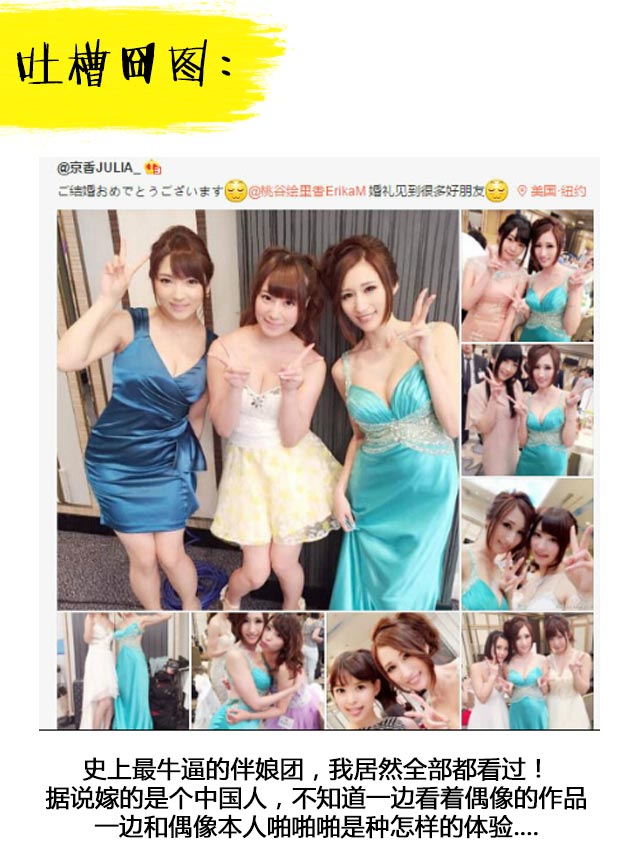 吐槽囧图:
@京香JULIA_
ご结婚おめでとうございます@桃谷绘里香ErikaM 婚礼见到很多好朋友 美国·纽约
史上最牛逼的伴娘团，我居然全部都看过！
据说嫁的是个中国人，不知道一边看着偶像的作品
一边和偶像本人啪啪啪是种怎样的体验....